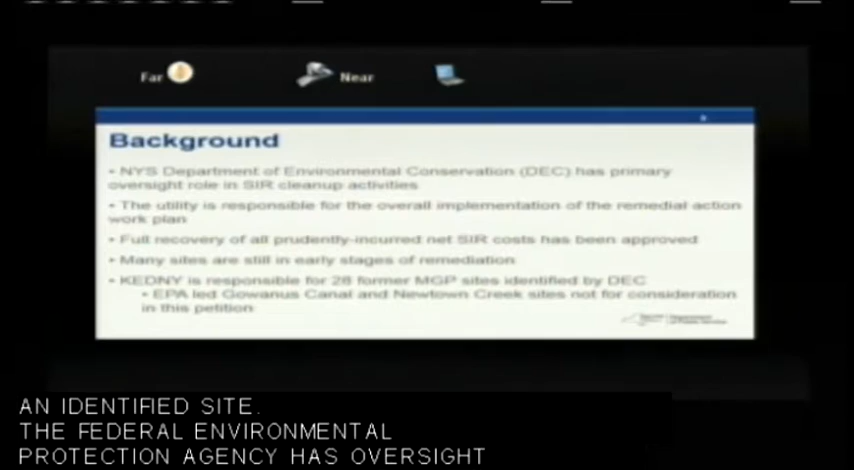 Far
Near
Background
• NYS Department of Environmental Conservation (DEC) has primary
oversight role in SIR cleanup activities
• The utility is responsible for the overall implementation of the remedial action
work plan
• Full recovery of all prudently-incurred net SIR costs has been approved
• Many sites are still in early stages of remediation
• KEDNY is responsible for 28 former MGP sites identified by DEC
• EPA led Gowanus Canal and Newtown Creek sites not for consideration
in this petition
Department
of Public Service
AN IDENTIFIED SITE.
THE FEDERAL ENVIRONMENTAL
PROTECTION AGENCY HAS OVERSIGHT